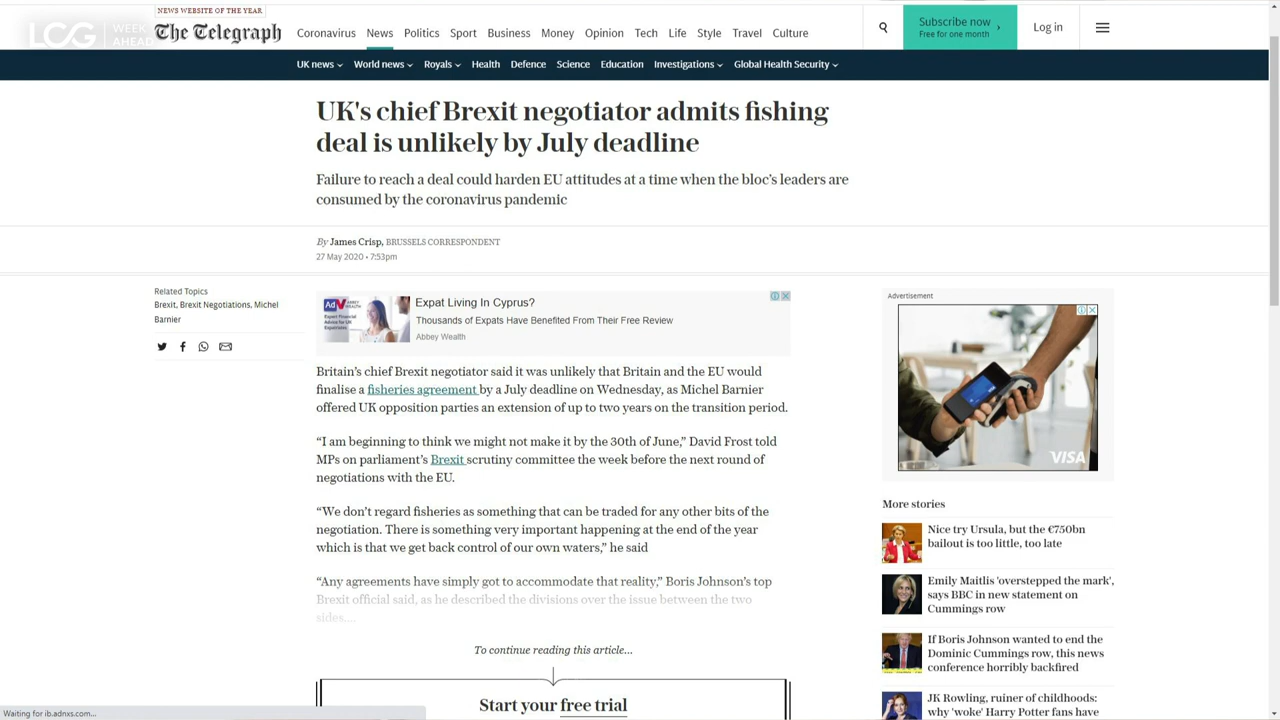 NEWS WEBSITE OF THE YEAR
LCG WEEK AHEAD
The Telegraph
Coronavirus News Politics Sport Business Money Opinion Tech Life Style Travel Culture
Subscribe now
Free for one month
Log in
UK news World news Royals Health Defence Science Education Investigations Global Health Security
UK's chief Brexit negotiator admits fishing
deal is unlikely by July deadline
Failure to reach a deal could harden EU attitudes at a time when the bloc's leaders are
consumed by the coronavirus pandemic
By James Crisp, BRUSSELS CORRESPONDENT
27 May 2020 • 7:53pm
Related Topics
Brexit, Brexit Negotiations, Michel
Barnier
Ad
ABBEY WEALTH
Expert Financial
Advice for UK
Expatriates
Expat Living In Cyprus?
Thousands of Expats Have Benefited From Their Free Review
Abbey Wealth
Britain's chief Brexit negotiator said it was unlikely that Britain and the EU would
finalise a fisheries agreement by a July deadline on Wednesday, as Michel Barnier
offered UK opposition parties an extension of up to two years on the transition period.
“I am beginning to think we might not make it by the 30th of June,” David Frost told
MPs on parliament's Brexit scrutiny committee the week before the next round of
negotiations with the EU.
“We don't regard fisheries as something that can be traded for any other bits of the
negotiation. There is something very important happening at the end of the year
which is that we get back control of our own waters,” he said
“Any agreements have simply got to accommodate that reality,” Boris Johnson's top
Brexit official said, as he described the divisions over the issue between the two
sides....
To continue reading this article...
Start your free trial
Advertisement
VISA
More stories
Nice try Ursula, but the €750bn
bailout is too little, too late
Emily Maitlis 'overstepped the mark',
says BBC in new statement on
Cummings row
If Boris Johnson wanted to end the
Dominic Cummings row, this news
conference horribly backfired
JK Rowling, ruiner of childhoods:
why 'woke' Harry Potter fans have
Waiting for ib.adnxs.com...